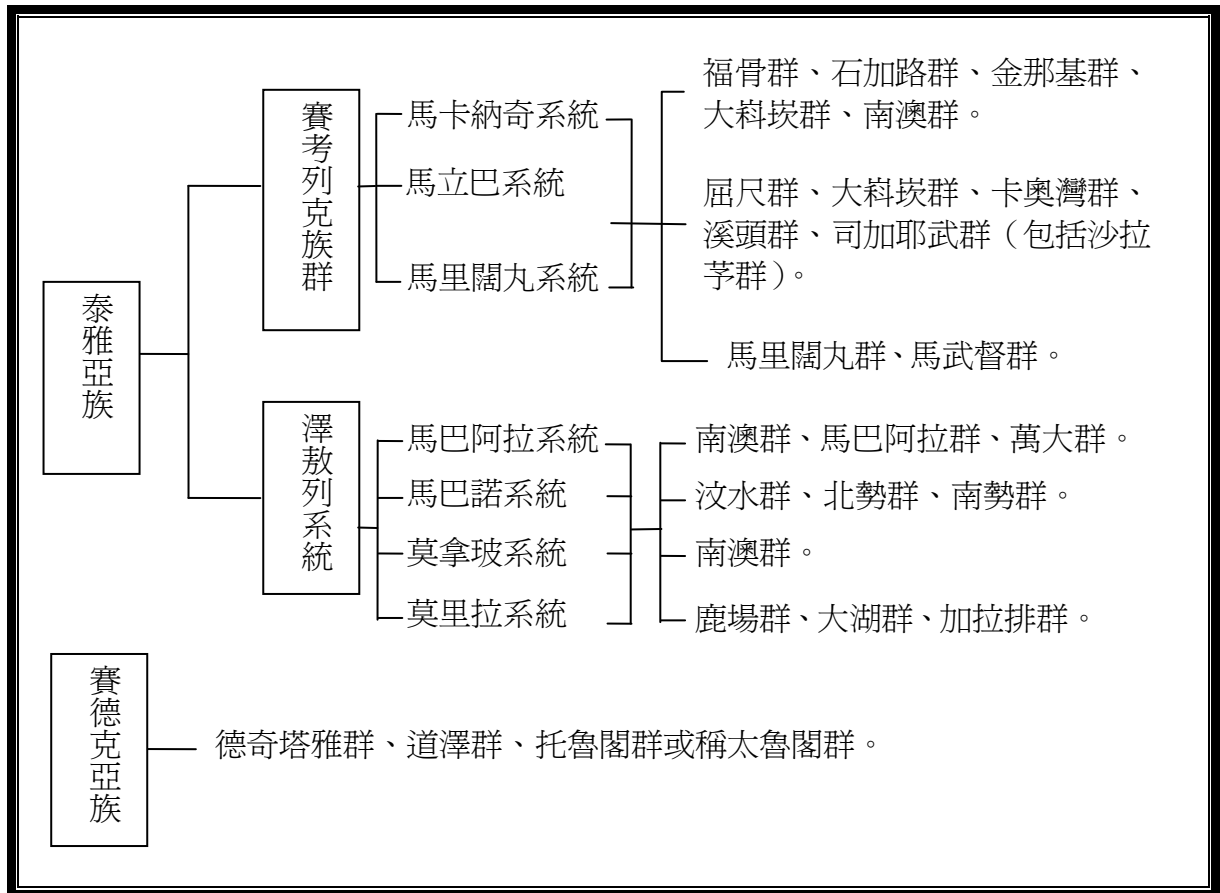 泰雅亞族
賽考列克族群
馬卡納奇系統
馬立巴系統
馬里闊丸系統
福骨群、石加路群、金那基群、
大嵙崁群、南澳群。
屈尺群、大嵙崁群、卡奧灣群、
溪頭群、司加耶武群（包括沙拉
芧群）。
馬里闊丸群、馬武督群。
澤敖列系統
馬巴阿拉系統
馬巴諾系統
莫拿玻系統
莫里拉系統
南澳群、馬巴阿拉群、萬大群。
汶水群、北勢群、南勢群。
南澳群。
鹿場群、大湖群、加拉排群。
賽德克亞族
德奇塔雅群、道澤群、托魯閣群或稱太魯閣群。